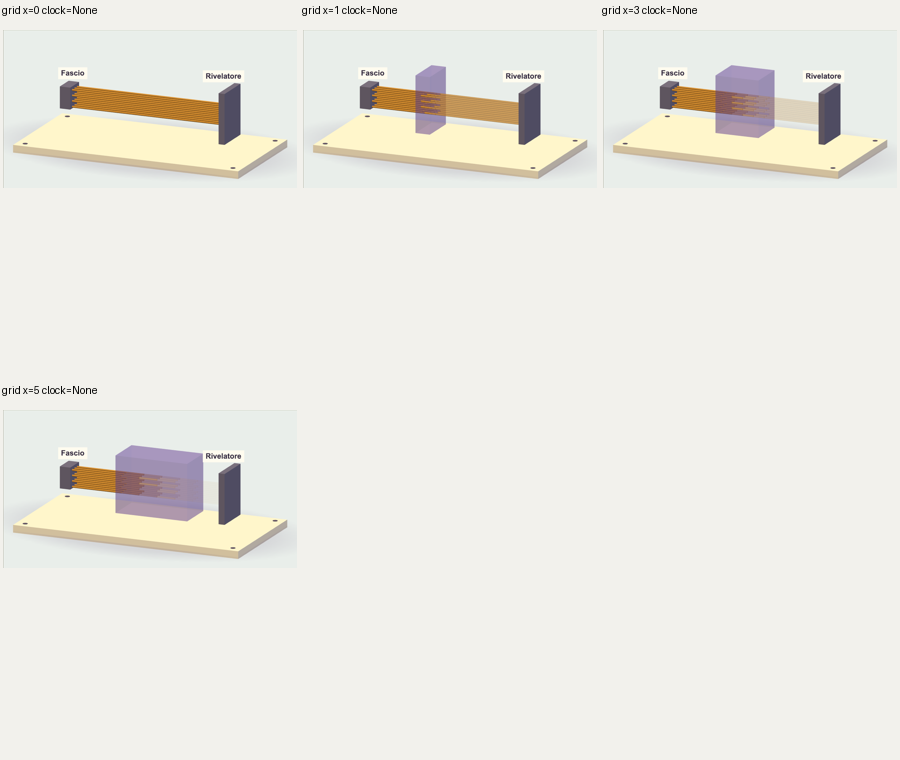 grid x=0 clock=None
grid x=1 clock=None
grid x=3 clock=None
Fascio
Rivelatore
Fascio
Rivelatore
Fascio
Rivelatore
grid x=5 clock=None
Fascio
Rivelatore